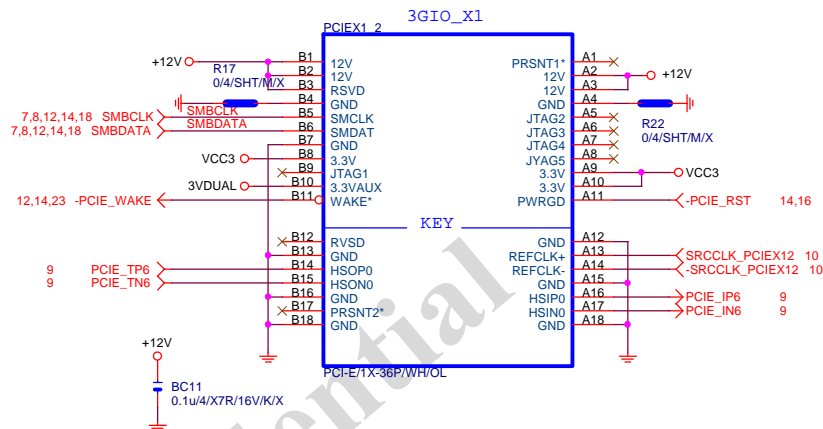 3GIO_X1
PCIEX1_2
+12V
R17
0/4/SHT/M/X
B1 12V PRSNT1* A1
B2 12V 12V A2 +12V
B3 RSVD 12V A3
B4 GND GND A4
7,8,12,14,18 SMBCLK SMBCLK B5 SMCLK JTAG2 A5
7,8,12,14,18 SMBDATA SMBDATA B6 SMDAT JTAG3 A6
R22
0/4/SHT/M/X
B7 GND JTAG4 A7
VCC3 B8 3.3V JYAG5 A8
B9 JTAG1 3.3V A9 VCC3
3VDUAL B10 3.3VAUX 3.3V A10
12,14,23 -PCIE_WAKE B11 WAKE* PWRGD A11 -PCIE_RST 14,16
KEY
B12 RVSD GND A12
B13 GND REFCLK+ A13 SRCCLK_PCIEX12 10
9 PCIE_TP6 B14 HSOP0 REFCLK- A14 -SRCCLK_PCIEX12 10
9 PCIE_TN6 B15 HSON0 GND A15
B16 GND HSIP0 A16 PCIE_IP6 9
B17 PRSNT2* HSIN0 A17 PCIE_IN6 9
B18 GND GND A18
PCI-E/1X-36P/WH/OL
+12V
BC11
0.1u/4/X7R/16V/K/X